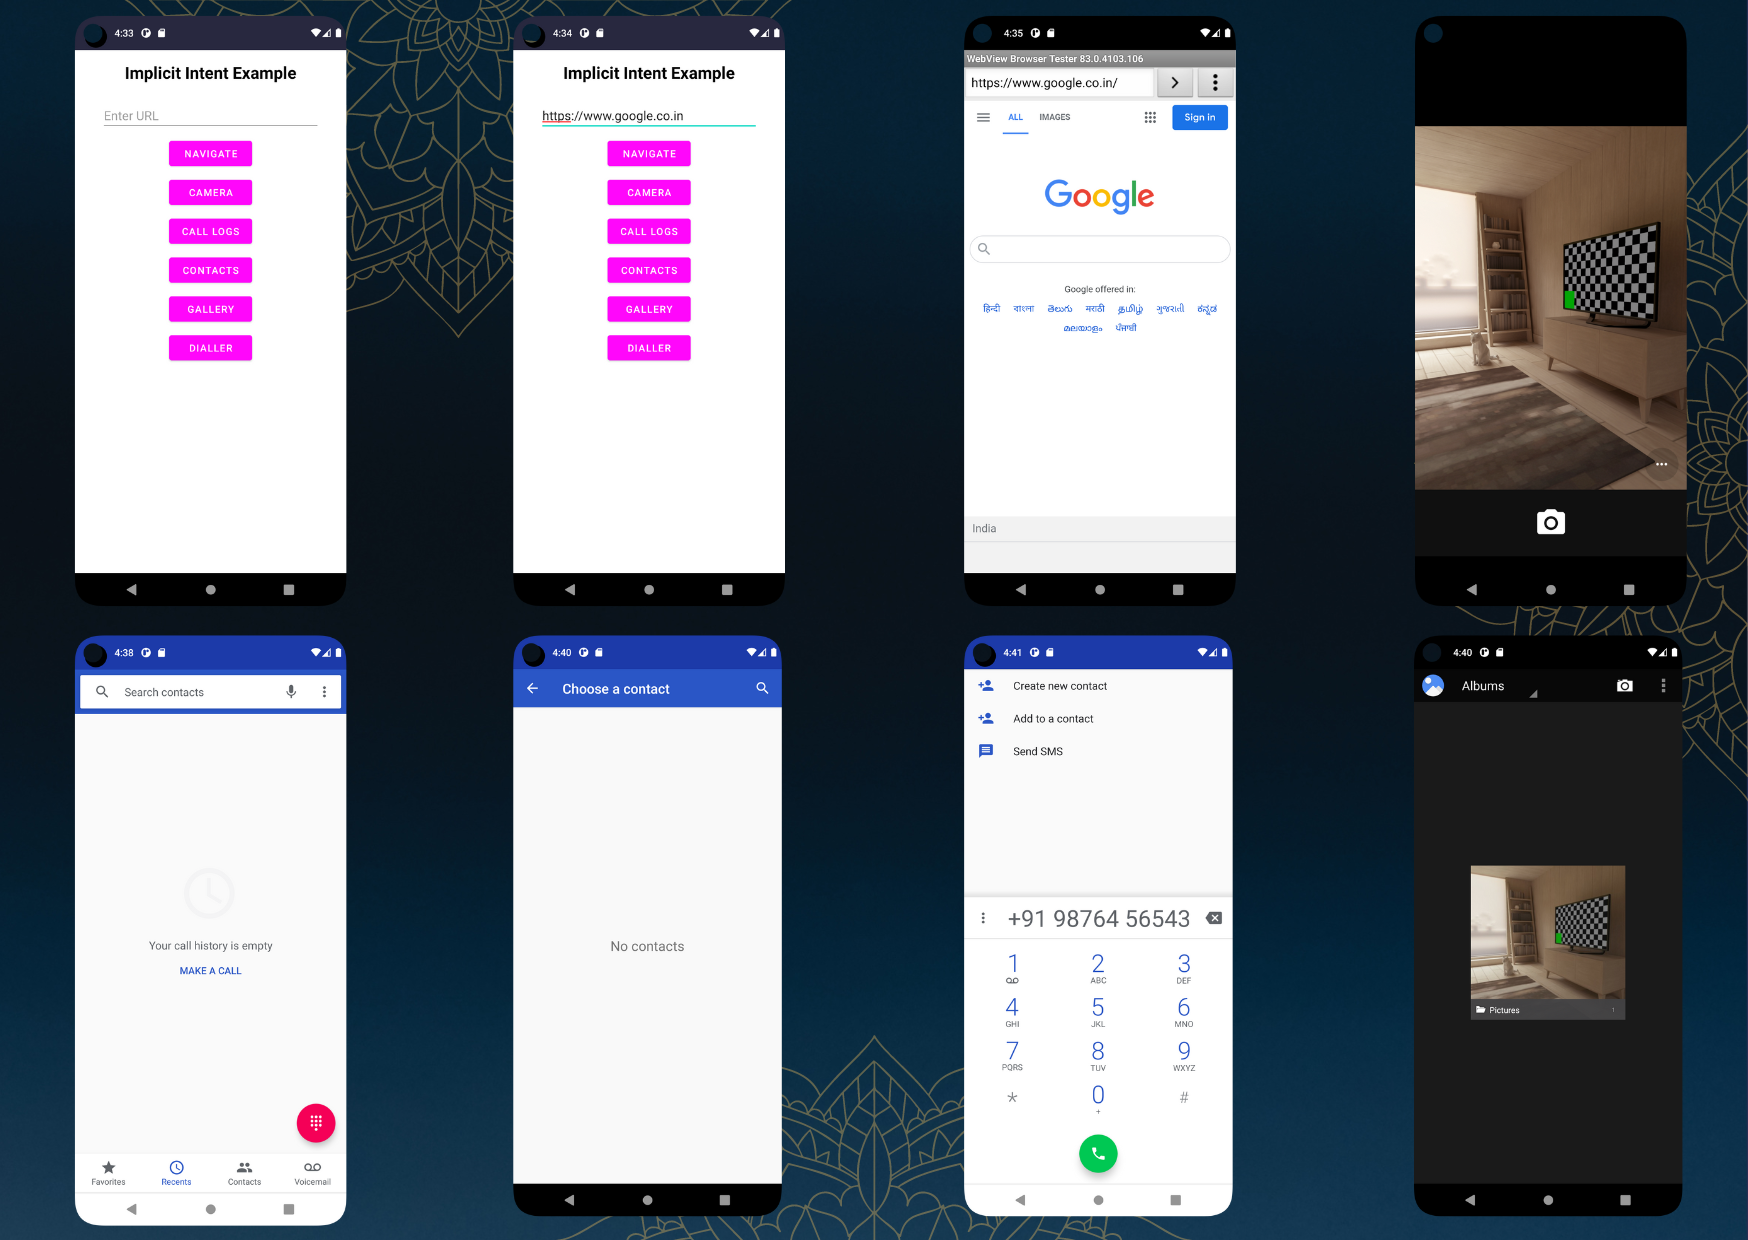 4:33
Implicit Intent Example
Enter URL
NAVIGATE
CAMERA
CALL LOGS
CONTACTS
GALLERY
DIALLER
4:34
Implicit Intent Example
https://www.google.co.in
NAVIGATE
CAMERA
CALL LOGS
CONTACTS
GALLERY
DIALLER
4:35
WebView Browser Tester 83.0.4103.106
https://www.google.co.in/
ALL IMAGES Sign in
Google
Google offered in:
हिन्दी বাংলা తెలుగు मराठी தமிழ் ગુજરાતી ಕನ್ನಡ
മലയാളം ਪੰਜਾਬੀ
India
4:38
Search contacts
Your call history is empty
MAKE A CALL
Favorites Recents Contacts Voicemail
4:40
Choose a contact
No contacts
4:41
Create new contact
Add to a contact
Send SMS
+91 98764 56543
1 2 3
ABC DEF
4 5 6
GHI JKL MNO
7 8 9
PQRS TUV WXYZ
* 0 #
+
4:40
Albums
Pictures 1